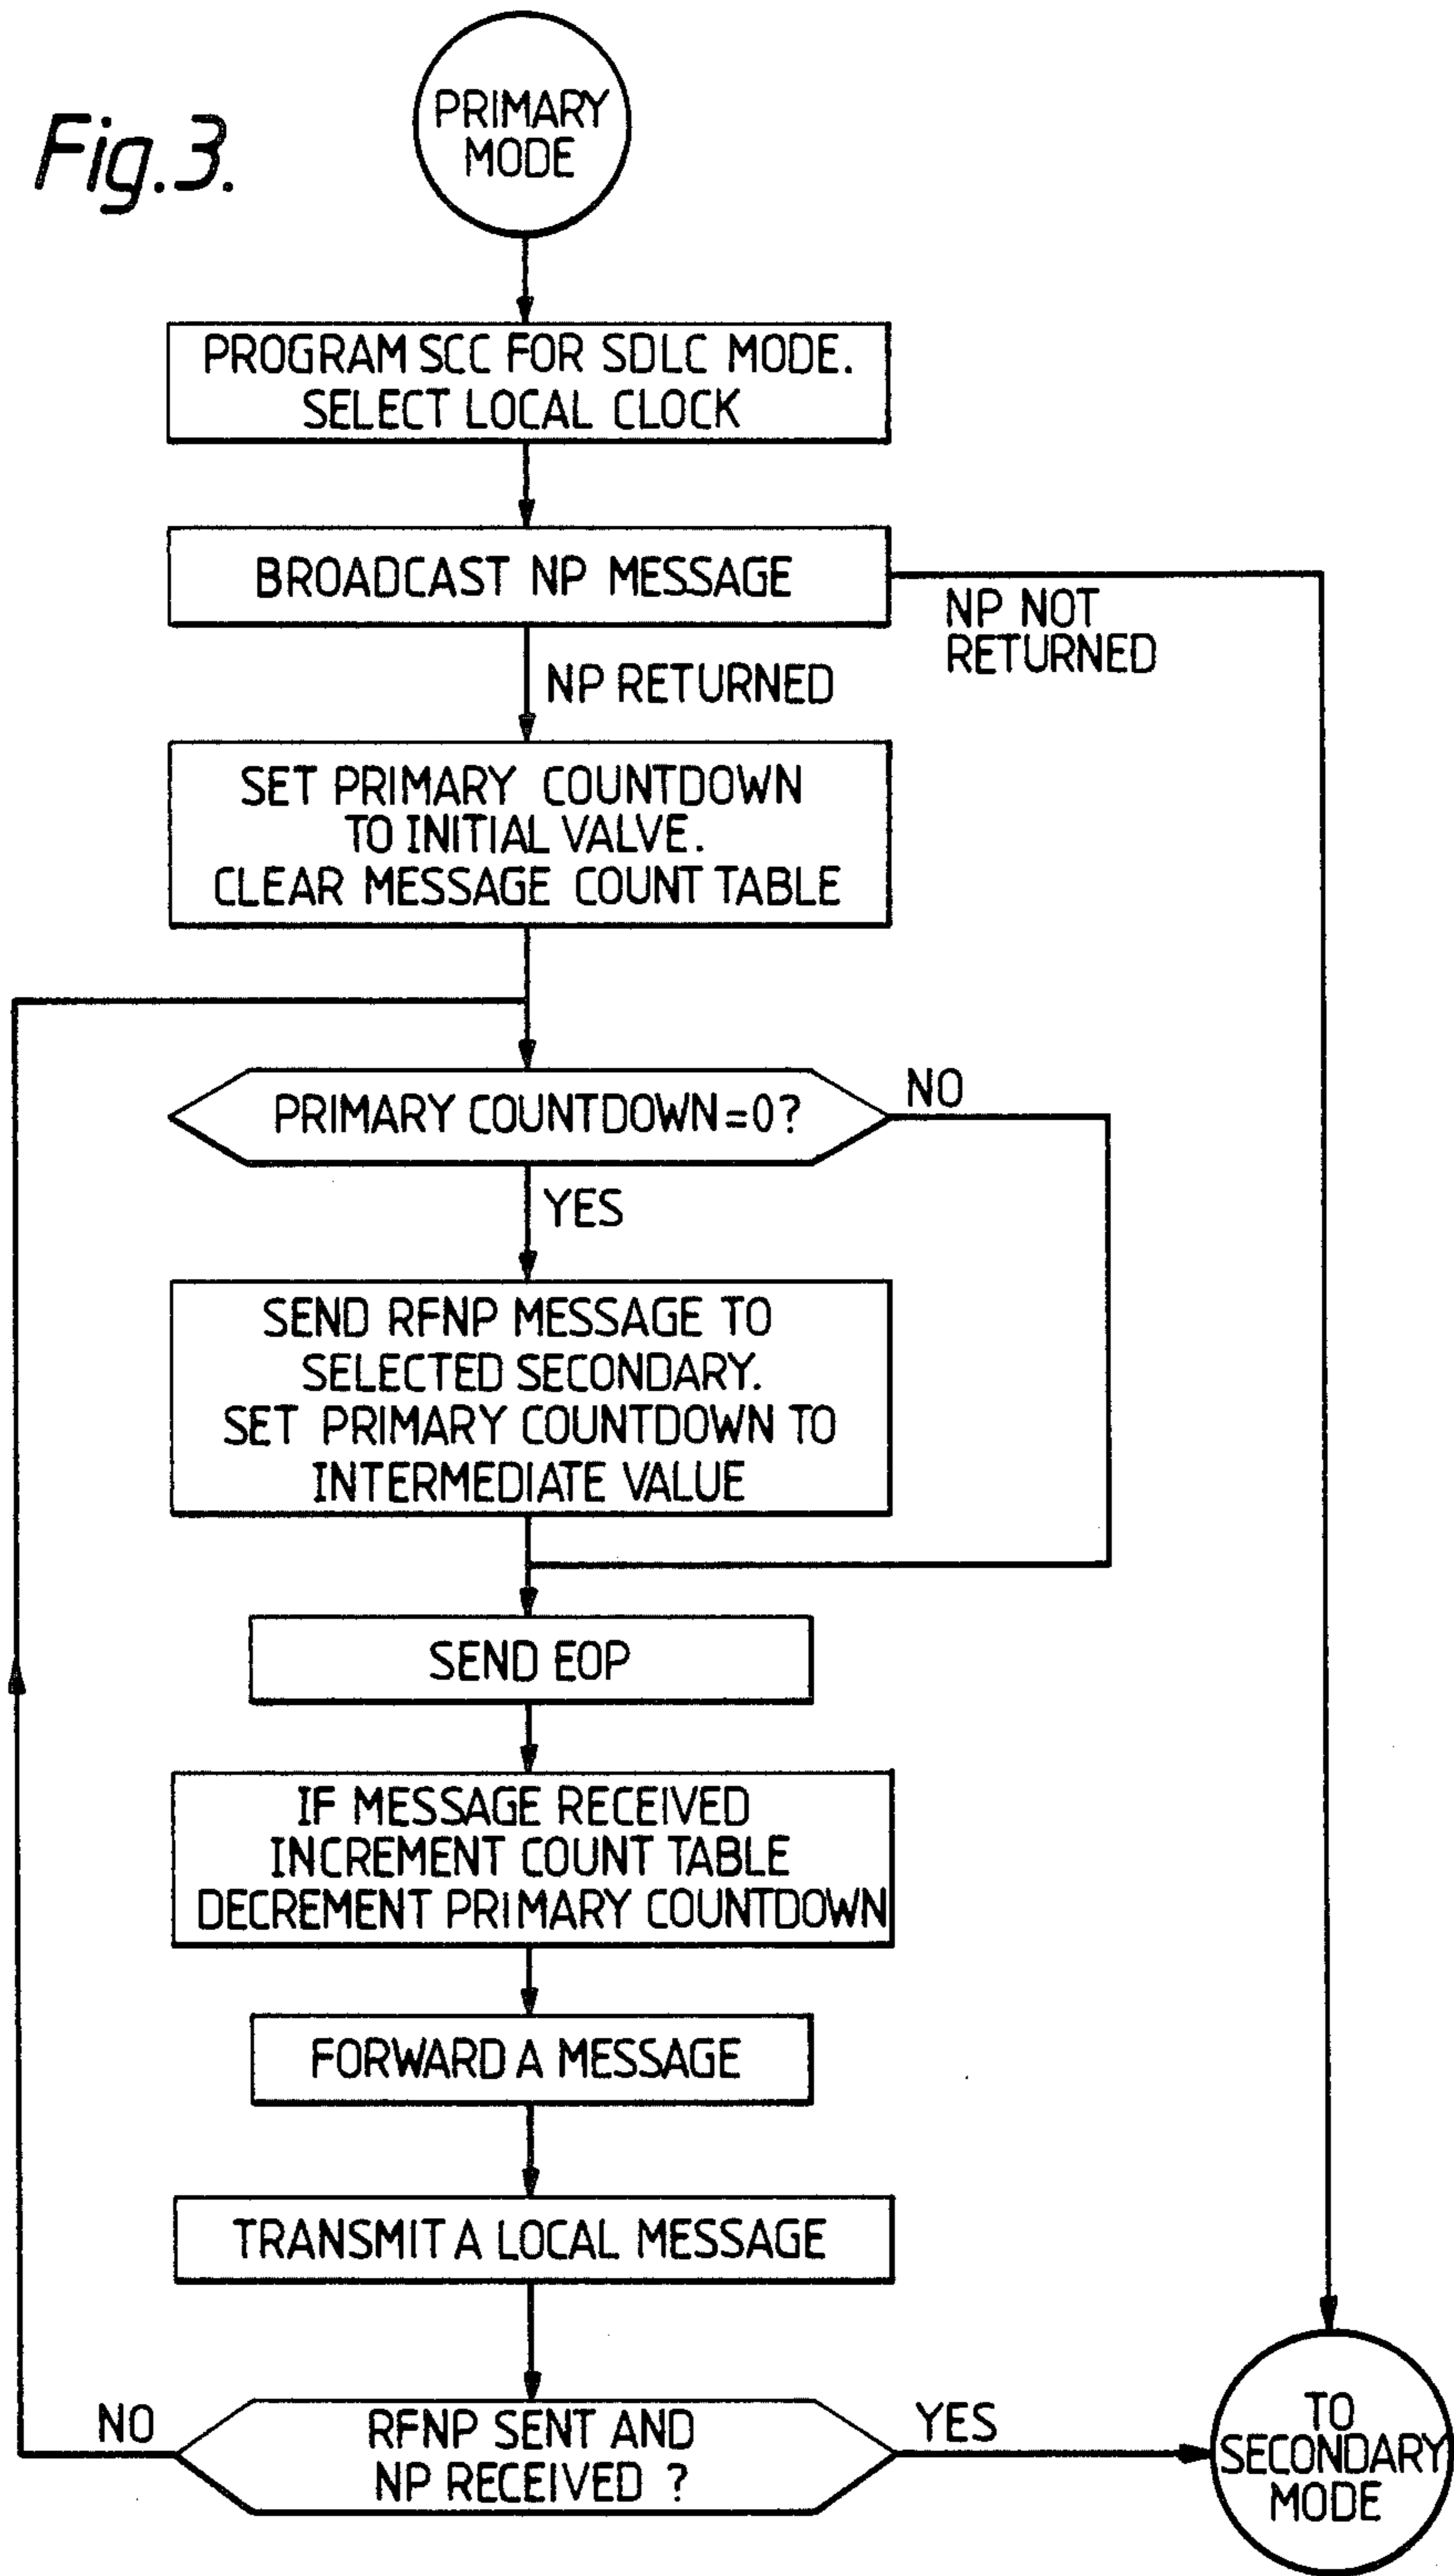 Fig.3.
PRIMARY
MODE
PROGRAM SCC FOR SDLC MODE.
SELECT LOCAL CLOCK
BROADCAST NP MESSAGE
NP NOT
RETURNED
NP RETURNED
SET PRIMARY COUNTDOWN
TO INITIAL VALVE.
CLEAR MESSAGE COUNT TABLE
PRIMARY COUNTDOWN=0?
NO
YES
SEND RFNP MESSAGE TO
SELECTED SECONDARY.
SET PRIMARY COUNTDOWN TO
INTERMEDIATE VALUE
SEND EOP
IF MESSAGE RECEIVED
INCREMENT COUNT TABLE
DECREMENT PRIMARY COUNTDOWN
FORWARD A MESSAGE
TRANSMIT A LOCAL MESSAGE
NO
RFNP SENT AND
NP RECEIVED ?
YES
TO
SECONDARY
MODE